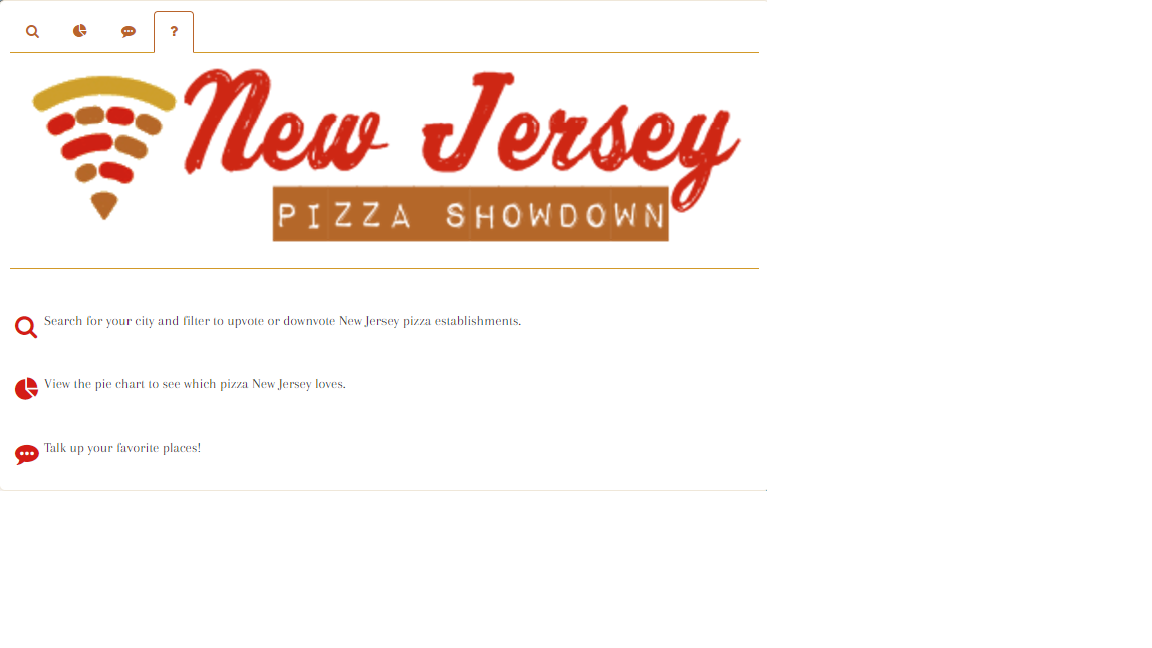 ?
New Jersey
PIZZA SHOWDOWN
Search for your city and filter to upvote or downvote New Jersey pizza establishments.
View the pie chart to see which pizza New Jersey loves.
Talk up your favorite places!